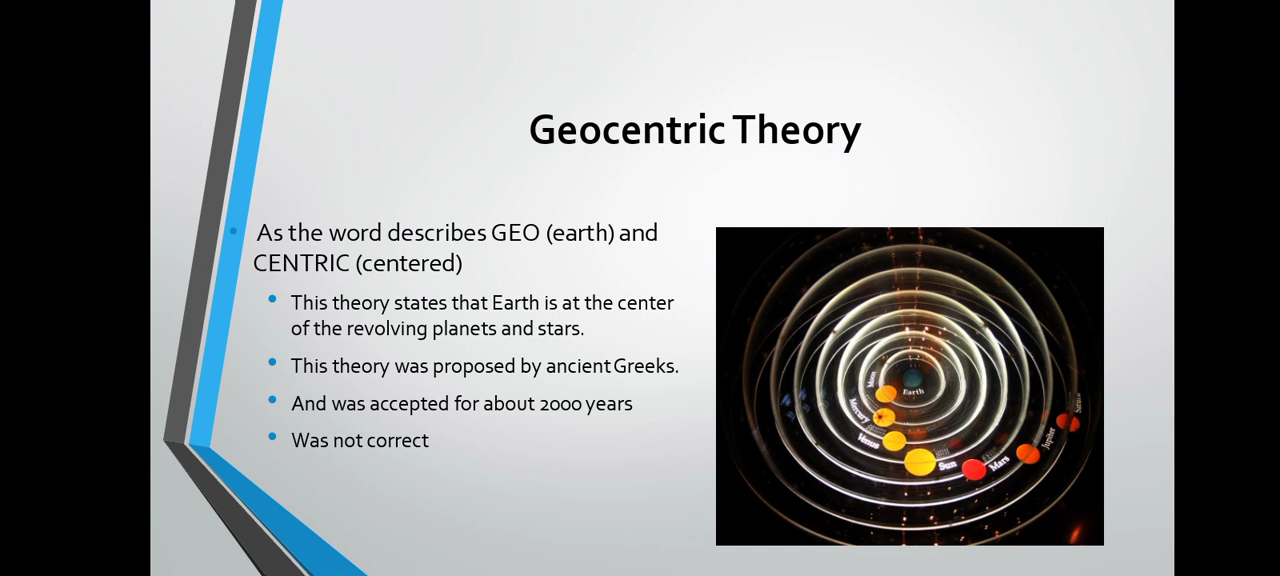 Geocentric Theory
As the word describes GEO (earth) and
CENTRIC (centered)
This theory states that Earth is at the center
of the revolving planets and stars.
This theory was proposed by ancient Greeks.
And was accepted for about 2000 years
Was not correct
Moon
Earth
Mercury
Venus
Sun
Mars
Jupiter
Saturn